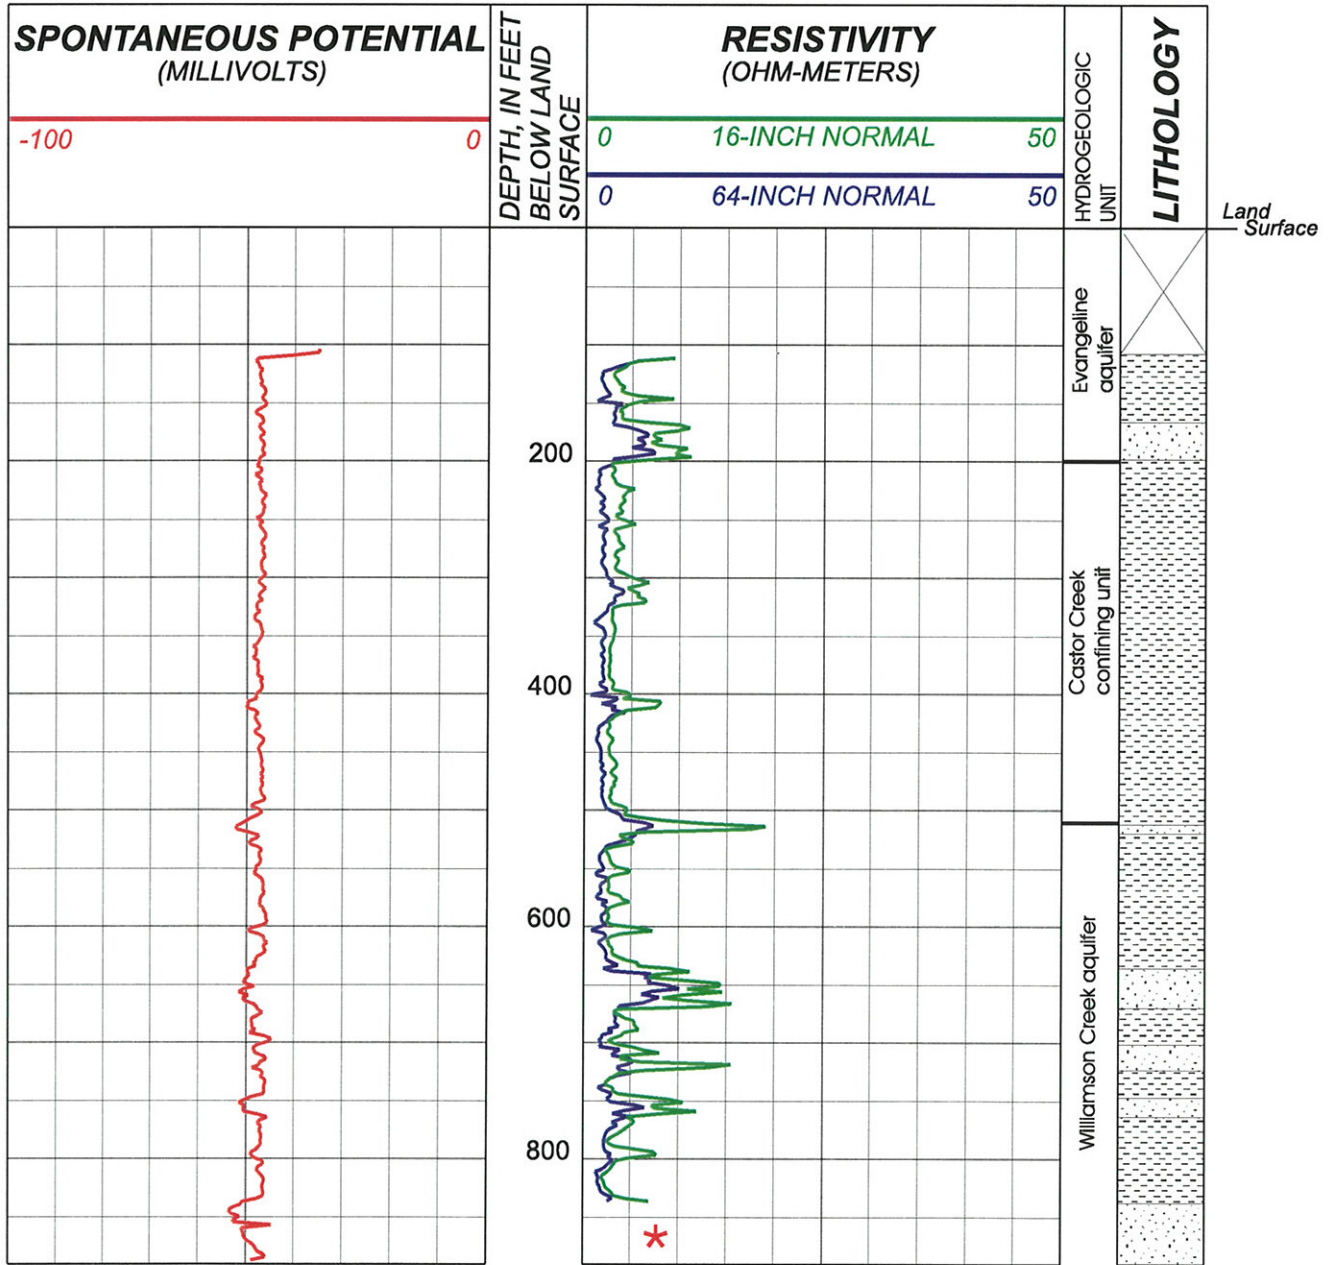 SPONTANEOUS POTENTIAL
(MILLIVOLTS)
-100 0
DEPTH, IN FEET
BELOW LAND
SURFACE
RESISTIVITY
(OHM-METERS)
0 16-INCH NORMAL 50
0 64-INCH NORMAL 50
HYDROGEOLOGIC
UNIT
LITHOLOGY
Land
Surface
Evangeline
aquifer
200
Castor Creek
confining unit
400
600
Williamson Creek aquifer
800
*